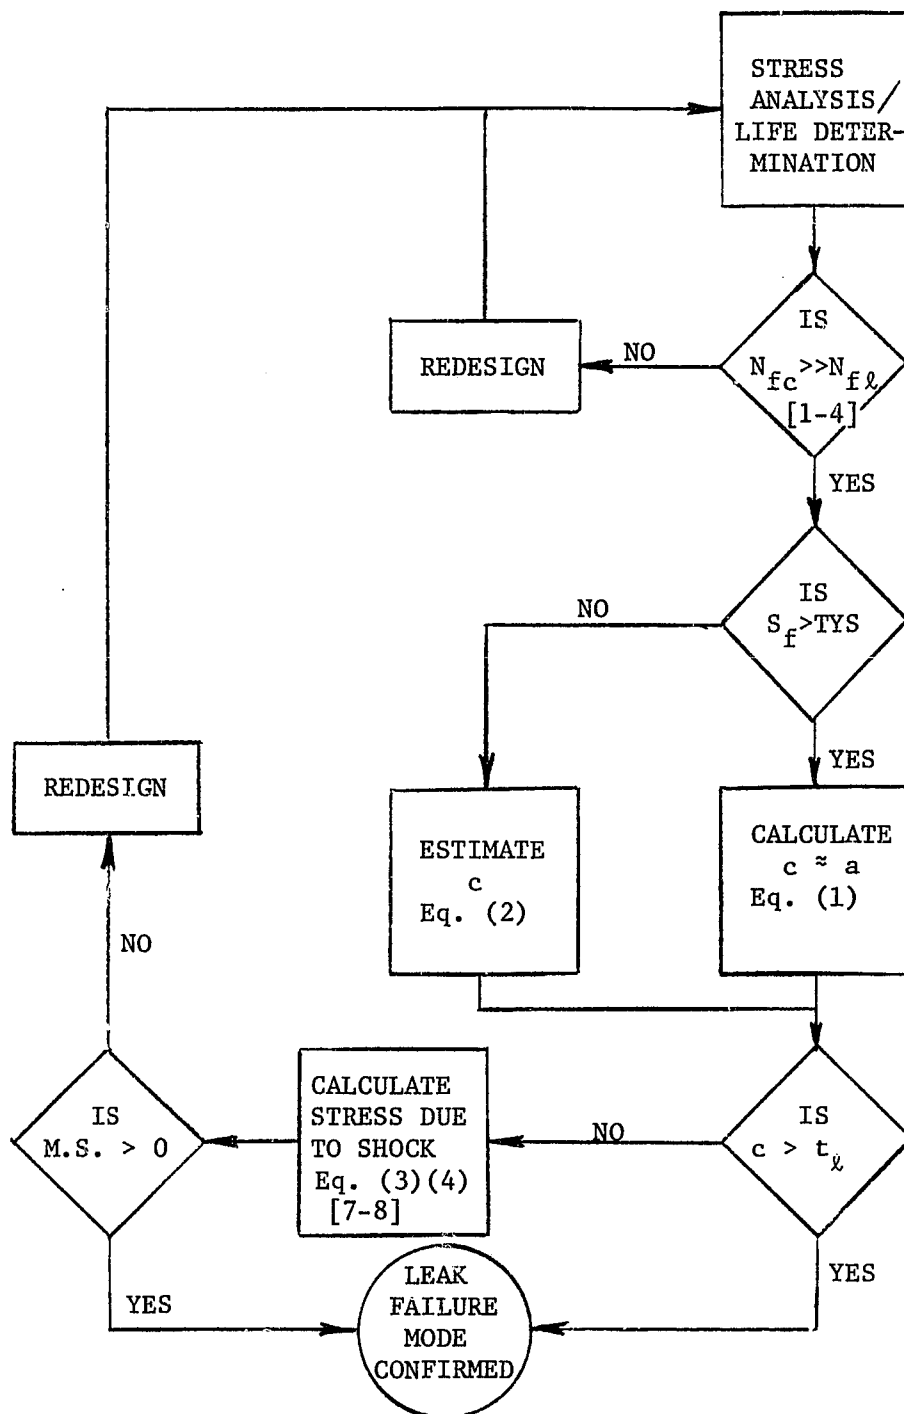 STRESS
ANALYSIS/
LIFE DETER-
MINATION
IS
N_fc >> N_fℓ
[1-4]
NO
REDESIGN
YES
IS
S_f > TYS
NO
YES
REDESIGN
ESTIMATE
c
Eq. (2)
CALCULATE
c ≈ a
Eq. (1)
NO
IS
M.S. > 0
CALCULATE
STRESS DUE
TO SHOCK
Eq. (3)(4)
[7-8]
NO
IS
c > t_ℓ
YES
YES
LEAK
FAILURE
MODE
CONFIRMED